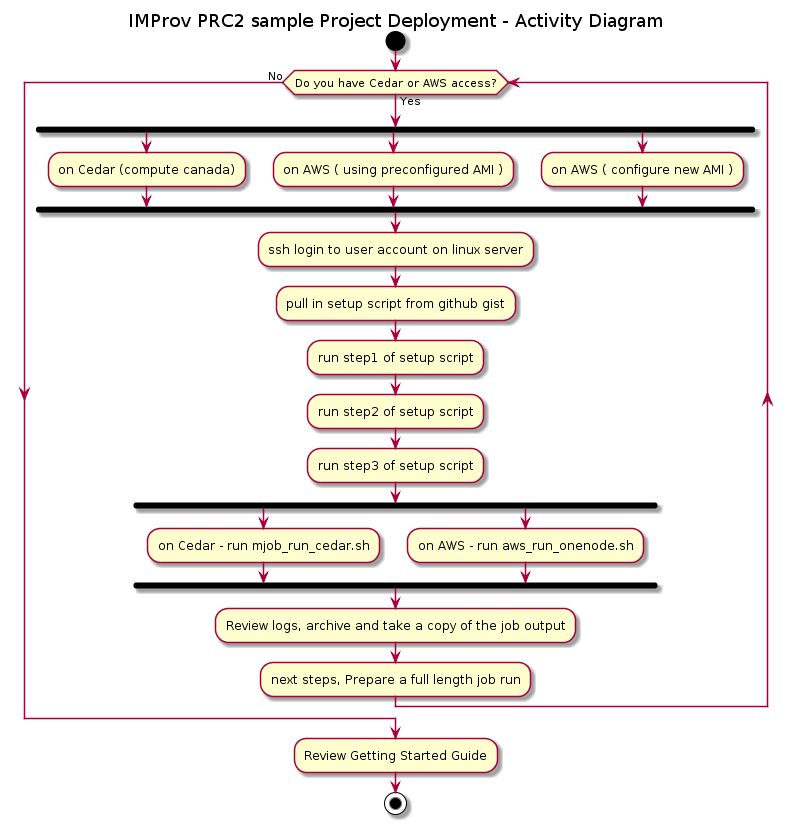 IMProv PRC2 sample Project Deployment - Activity Diagram
No
Do you have Cedar or AWS access?
Yes
on Cedar (compute canada)
on AWS ( using preconfigured AMI )
on AWS ( configure new AMI )
ssh login to user account on linux server
pull in setup script from github gist
run step1 of setup script
run step2 of setup script
run step3 of setup script
on Cedar - run mjob_run_cedar.sh
on AWS - run aws_run_onenode.sh
Review logs, archive and take a copy of the job output
next steps, Prepare a full length job run
Review Getting Started Guide